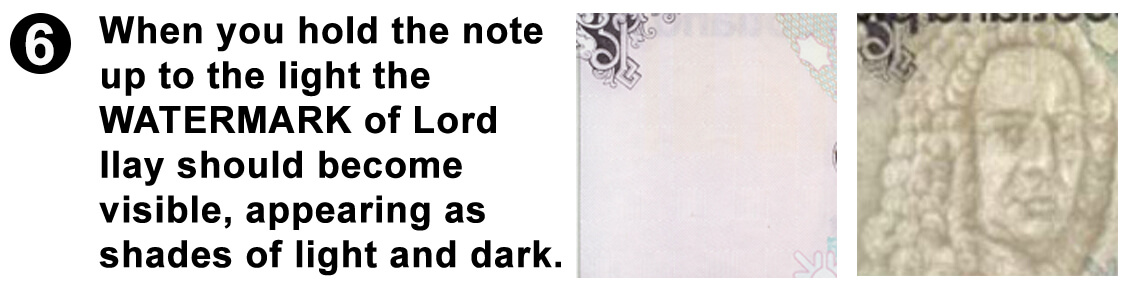 6
When you hold the note
up to the light the
WATERMARK of Lord
Ilay should become
visible, appearing as
shades of light and dark.